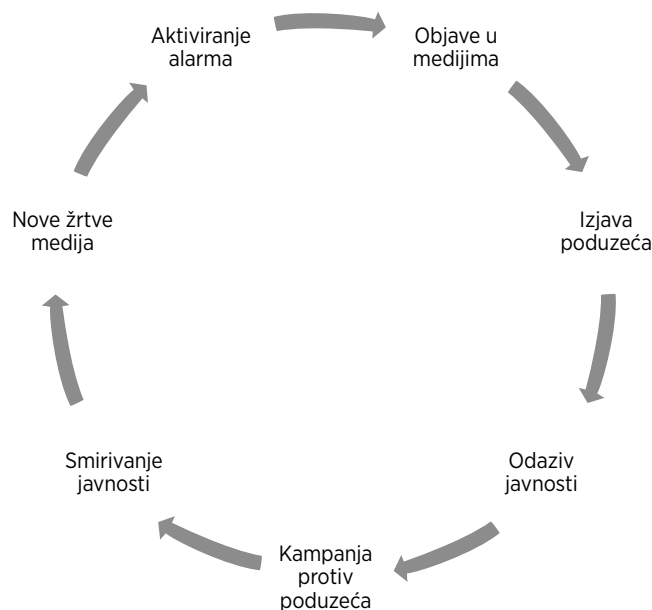 Aktiviranje
alarma
Objave u
medijima
Izjava
poduzeća
Odaziv
javnosti
Kampanja
protiv
poduzeća
Smirivanje
javnosti
Nove žrtve
medija